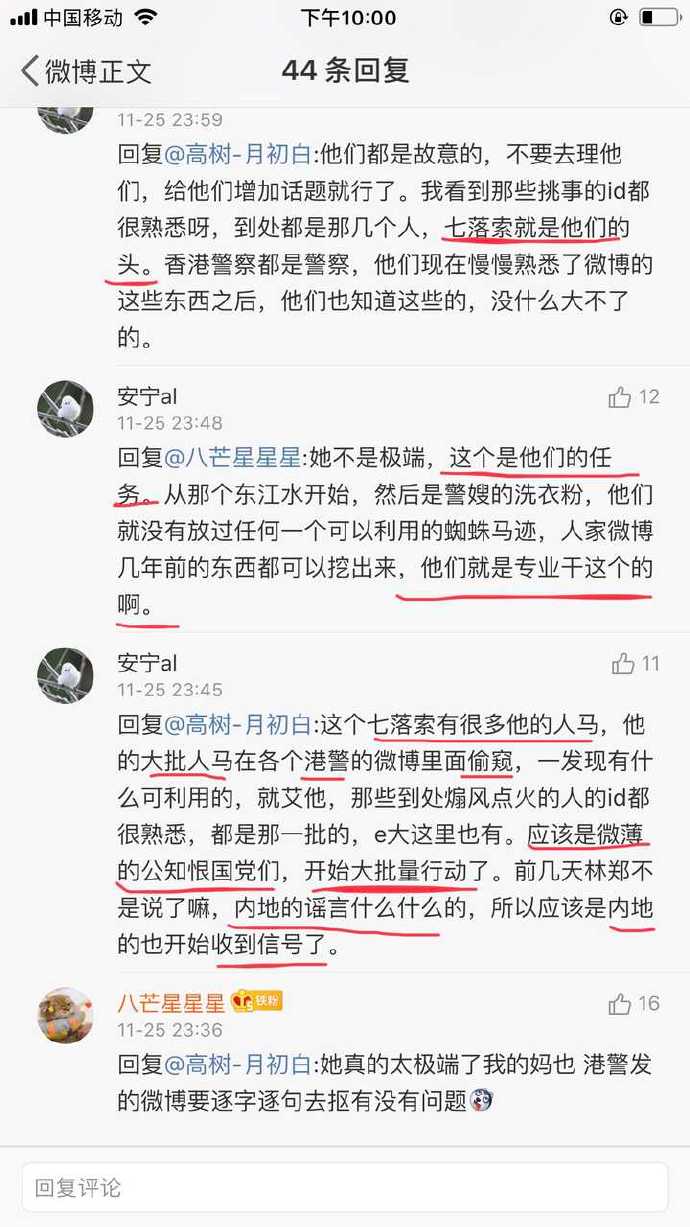 中国移动
下午10:00
微博正文
44 条回复
11-25 23:59
回复@高树-月初白:他们都是故意的，不要去理他
们，给他们增加话题就行了。我看到那些挑事的id都
很熟悉呀，到处都是那几个人，七落索就是他们的
头。香港警察都是警察，他们现在慢慢熟悉了微博的
这些东西之后，他们也知道这些的，没什么大不了
的。
安宁al
12
11-25 23:48
回复@八芒星星星:她不是极端，这个是他们的任
务。从那个东江水开始，然后是警嫂的洗衣粉，他们
就没有放过任何一个可以利用的蜘蛛马迹，人家微博
几年前的东西都可以挖出来，他们就是专业干这个的
啊。
安宁al
11
11-25 23:45
回复@高树-月初白:这个七落索有很多他的人马，他
的大批人马在各个港警的微博里面偷窥，一发现有什
么可利用的，就艾他，那些到处煽风点火的人的id都
很熟悉，都是那一批的，e大这里也有。应该是微薄
的公知恨国党们，开始大批量行动了。前几天林郑不
是说了嘛，内地的谣言什么什么的，所以应该是内地
的也开始收到信号了。
八芒星星星
铁粉
16
11-25 23:36
回复@高树-月初白:她真的太极端了我的妈也 港警发
的微博要逐字逐句去抠有没有问题
回复评论